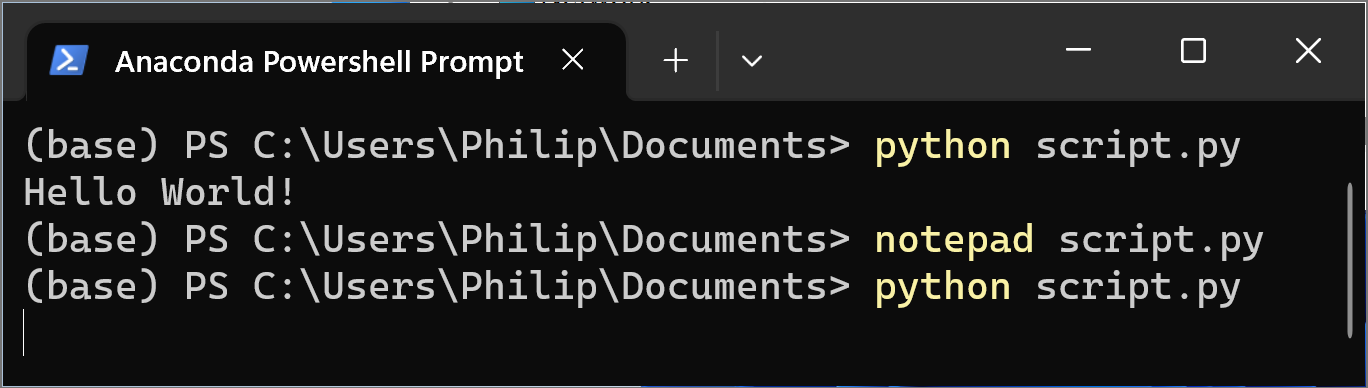 Anaconda Powershell Prompt
(base) PS C:\Users\Philip\Documents> python script.py
Hello World!
(base) PS C:\Users\Philip\Documents> notepad script.py
(base) PS C:\Users\Philip\Documents> python script.py